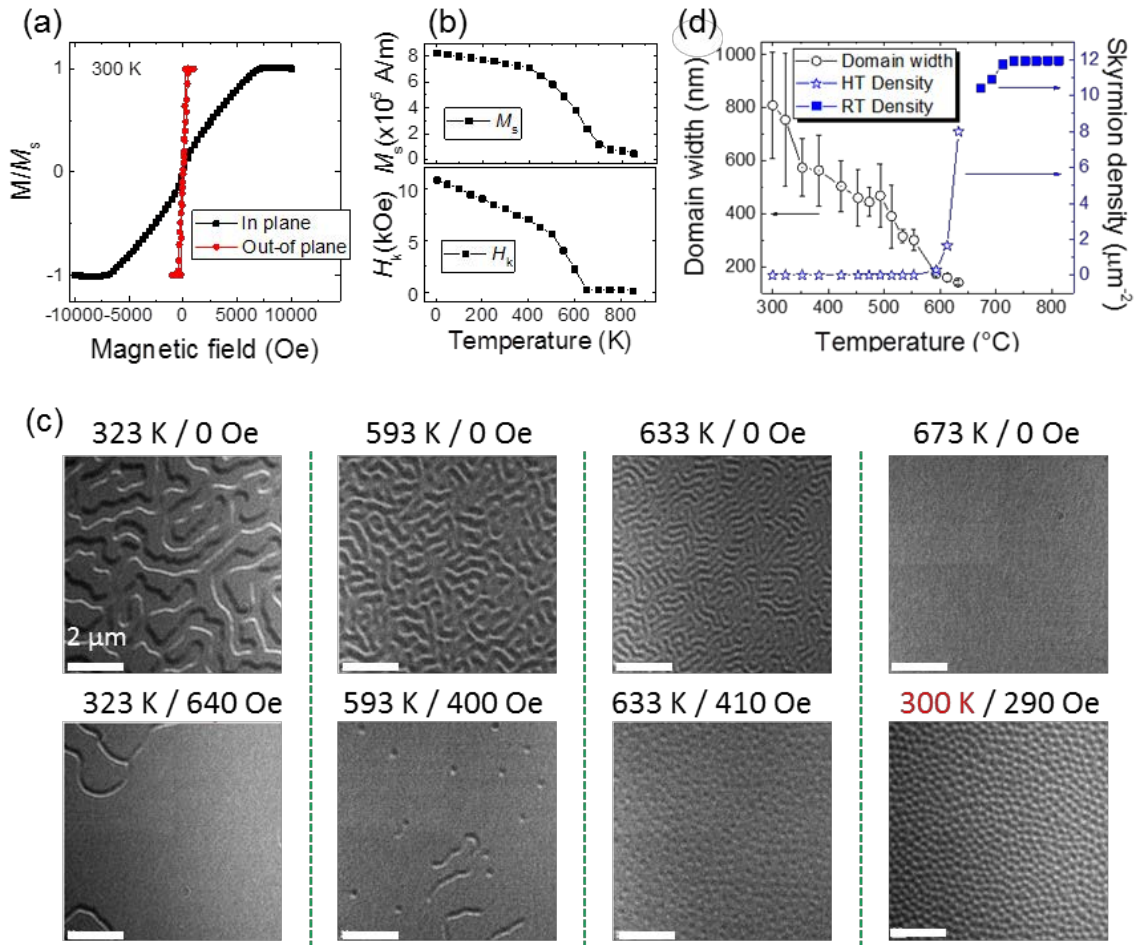 (a)
300 K
M/Ms
1
0
-1
In plane
Out-of plane
-10000 -5000 0 5000 10000
Magnetic field (Oe)
(b)
Ms(x10⁵ A/m)
8
6
4
2
0
Ms
Hk(kOe)
10
5
0
Hk
0 200 400 600 800
Temperature (K)
(d)
Domain width (nm)
1000
800
600
400
200
Domain width
HT Density
RT Density
12
10
8
6
4
2
0
Skyrmion density (μm⁻²)
300 400 500 600 700 800
Temperature (°C)
(c)
323 K / 0 Oe
593 K / 0 Oe
633 K / 0 Oe
673 K / 0 Oe
2 μm
323 K / 640 Oe
593 K / 400 Oe
633 K / 410 Oe
300 K / 290 Oe